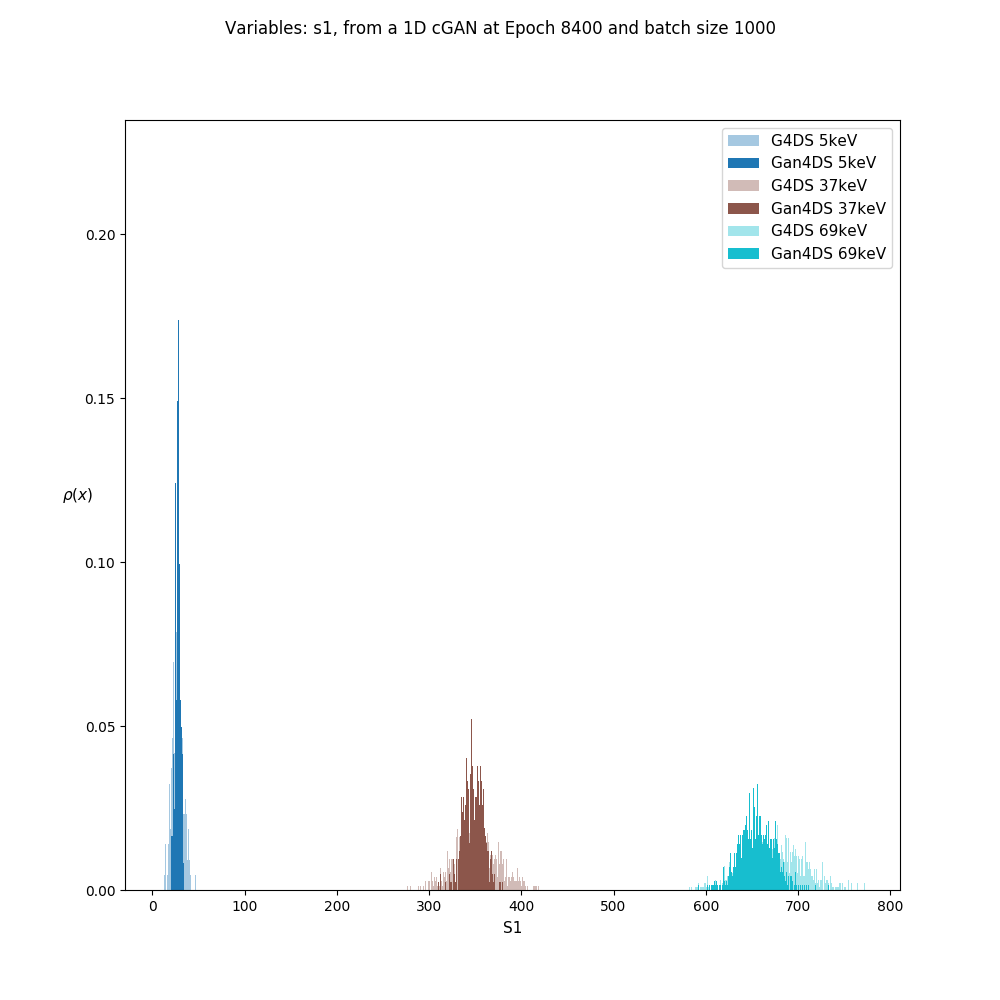 Variables: s1, from a 1D cGAN at Epoch 8400 and batch size 1000
G4DS 5keV
Gan4DS 5keV
G4DS 37keV
Gan4DS 37keV
G4DS 69keV
Gan4DS 69keV
0.20
0.15
ρ(x)
0.10
0.05
0.00
0 100 200 300 400 500 600 700 800
S1